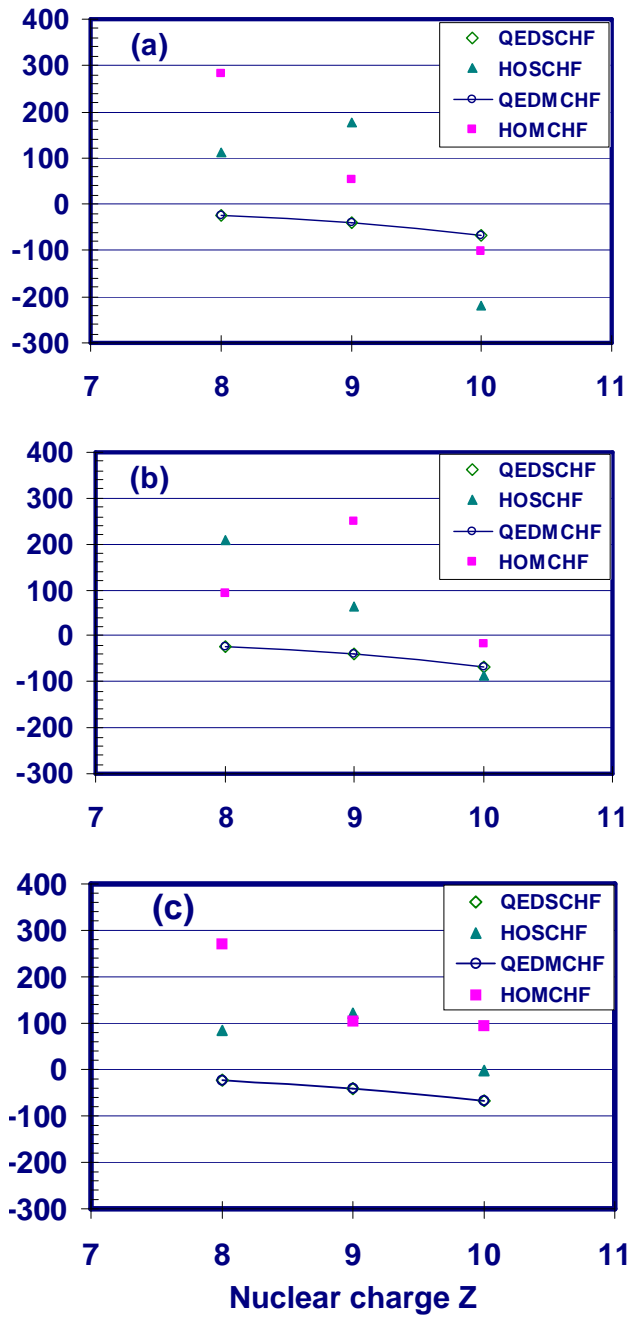 400
300
200
100
0
-100
-200
-300
(a)
QEDSCHF
HOSCHF
QEDMCHF
HOMCHF
7 8 9 10 11
400
300
200
100
0
-100
-200
-300
(b)
QEDSCHF
HOSCHF
QEDMCHF
HOMCHF
7 8 9 10 11
400
300
200
100
0
-100
-200
-300
(c)
QEDSCHF
HOSCHF
QEDMCHF
HOMCHF
7 8 9 10 11
Nuclear charge Z